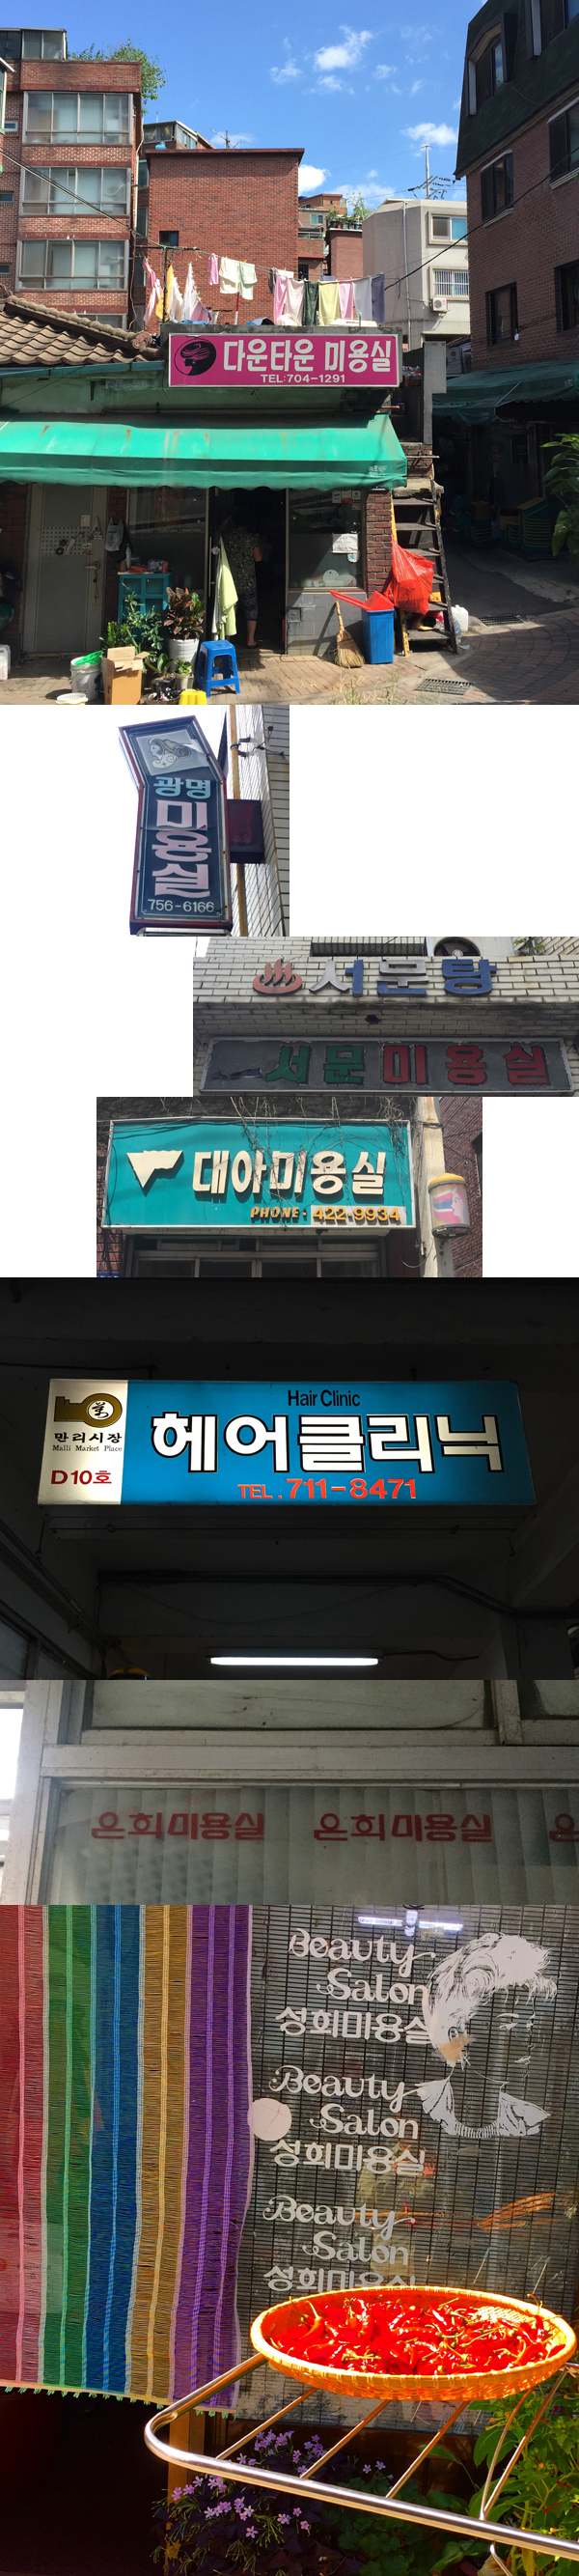 다운타운 미용실
TEL:704-1291
광명
미용실
756-6166
서문탕
서문미용실
대아미용실
PHONE: 422-9934
만리시장
Malli Market Place
D10호
Hair Clinic
헤어클리닉
TEL. 711-8471
은희미용실 은희미용실 은
Beauty
Salon
성희미용실
Beauty
Salon
성희미용실
Beauty
Salon
성희미용실